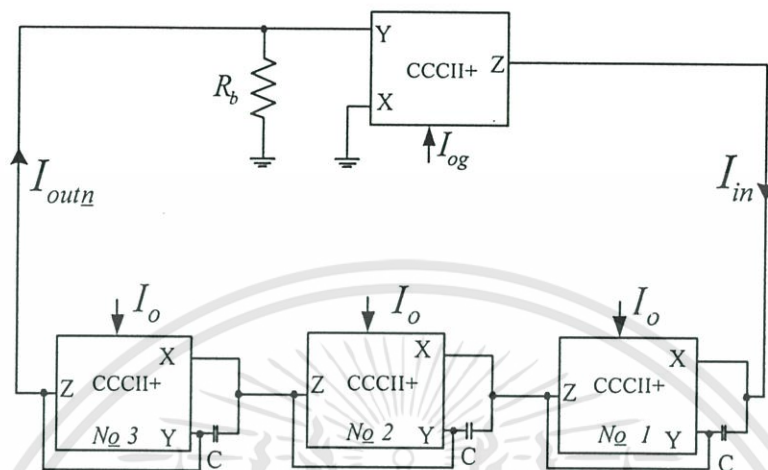 Y
CCCII+
Z
X
R_b
I_og
I_outn
I_in
I_o
I_o
I_o
X
Z
CCCII+
No 3
Y
C
X
Z
CCCII+
No 2
Y
C
X
Z
CCCII+
No 1
Y
C